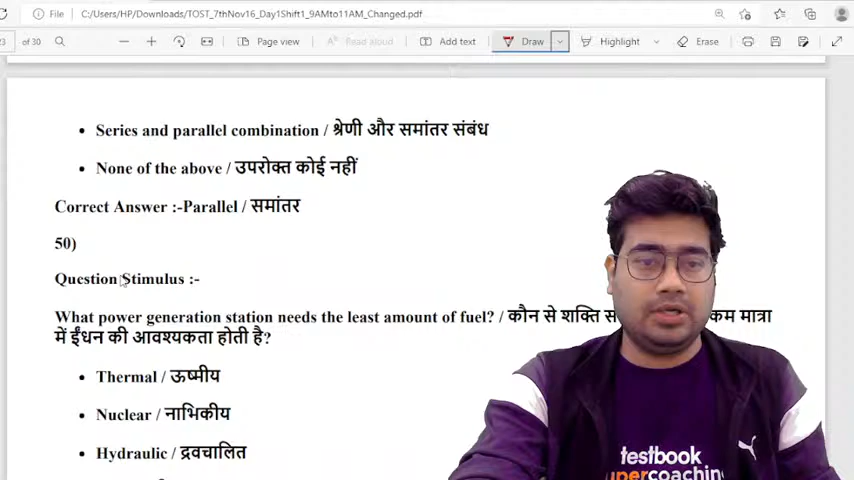 File
C:/Users/HP/Downloads/TOST_7thNov16_Day1Shift1_9AMto11AM_Changed.pdf
23 of 30
Page view
Read aloud
Add text
Draw
Highlight
Erase
• Series and parallel combination / श्रेणी और समांतर संबंध
• None of the above / उपरोक्त कोई नहीं
Correct Answer :-Parallel / समांतर
50)
Question Stimulus :-
What power generation station needs the least amount of fuel? / कौन से शक्ति कम मात्रा
में ईंधन की आवश्यकता होती है?
• Thermal / ऊष्मीय
• Nuclear / नाभिकीय
• Hydraulic / द्रवचालित
testbook
supercoaching